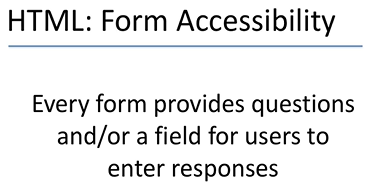 HTML: Form Accessibility
Every form provides questions
and/or a field for users to
enter responses